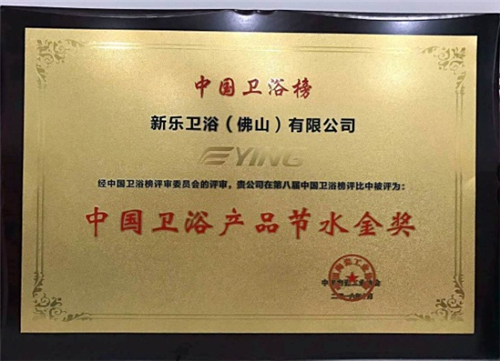 中国卫浴榜
新乐卫浴（佛山）有限公司
EYING
经中国卫浴榜评审委员会的评审，贵公司在第八届中国卫浴榜评比中被评为：
中国卫浴产品节水金奖